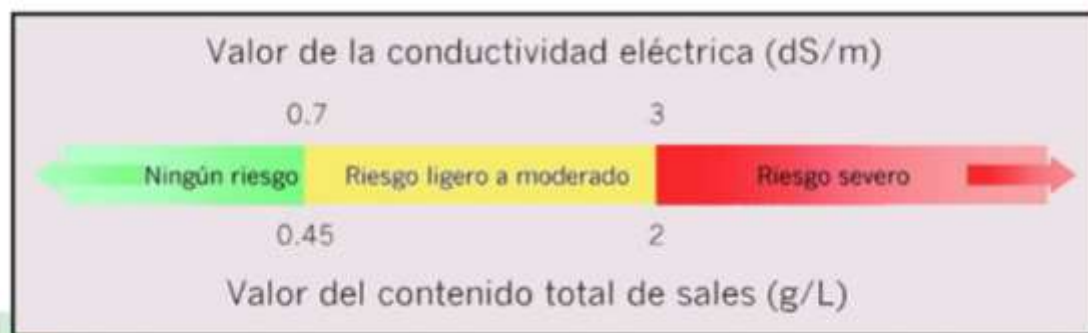 Valor de la conductividad eléctrica (dS/m)
0.7 3
Ningún riesgo Riesgo ligero a moderado Riesgo severo
0.45 2
Valor del contenido total de sales (g/L)